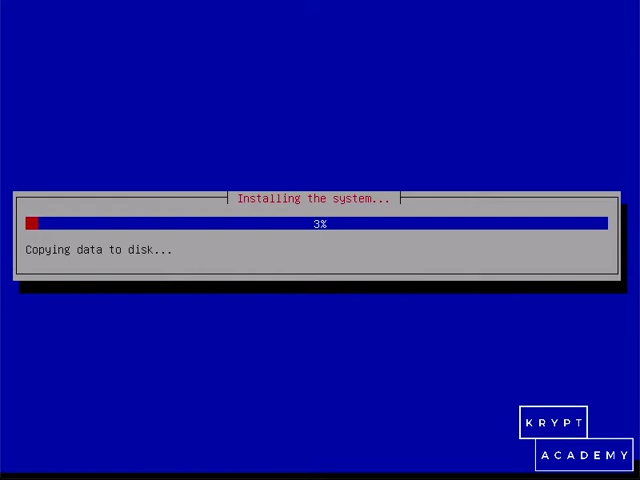 Installing the system...
3%
Copying data to disk...
KRYPT
ACADEMY